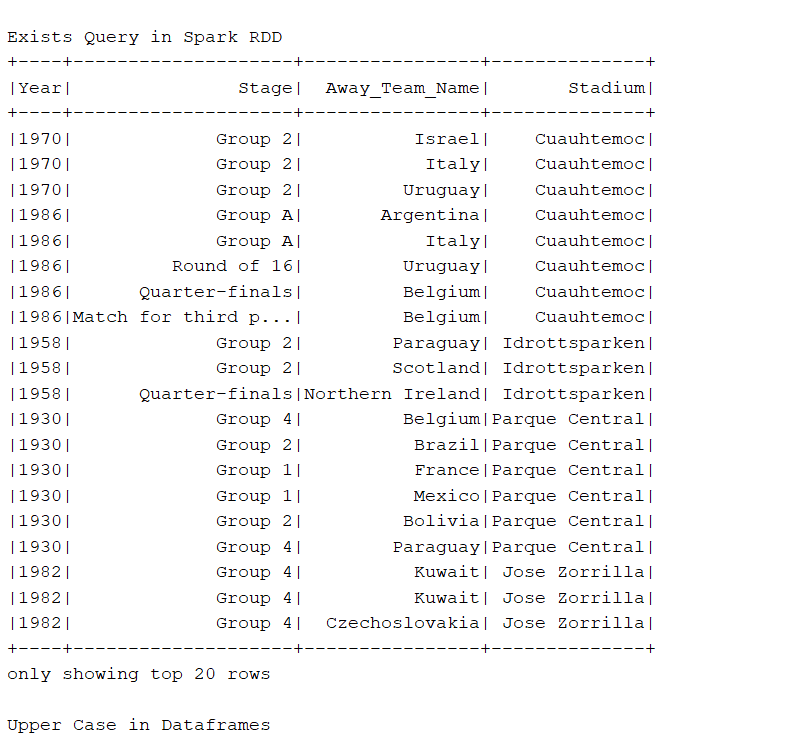 Exists Query in Spark RDD
+----+--------------------+----------------+--------------+
|Year|               Stage|  Away_Team_Name|       Stadium|
+----+--------------------+----------------+--------------+
|1970|             Group 2|          Israel|    Cuauhtemoc|
|1970|             Group 2|           Italy|    Cuauhtemoc|
|1970|             Group 2|         Uruguay|    Cuauhtemoc|
|1986|             Group A|       Argentina|    Cuauhtemoc|
|1986|             Group A|           Italy|    Cuauhtemoc|
|1986|         Round of 16|         Uruguay|    Cuauhtemoc|
|1986|      Quarter-finals|         Belgium|    Cuauhtemoc|
|1986|Match for third p...|         Belgium|    Cuauhtemoc|
|1958|             Group 2|        Paraguay| Idrottsparken|
|1958|             Group 2|        Scotland| Idrottsparken|
|1958|      Quarter-finals|Northern Ireland| Idrottsparken|
|1930|             Group 4|         Belgium|Parque Central|
|1930|             Group 2|          Brazil|Parque Central|
|1930|             Group 1|          France|Parque Central|
|1930|             Group 1|          Mexico|Parque Central|
|1930|             Group 2|         Bolivia|Parque Central|
|1930|             Group 4|        Paraguay|Parque Central|
|1982|             Group 4|          Kuwait| Jose Zorrilla|
|1982|             Group 4|          Kuwait| Jose Zorrilla|
|1982|             Group 4|  Czechoslovakia| Jose Zorrilla|
+----+--------------------+----------------+--------------+
only showing top 20 rows
Upper Case in Dataframes